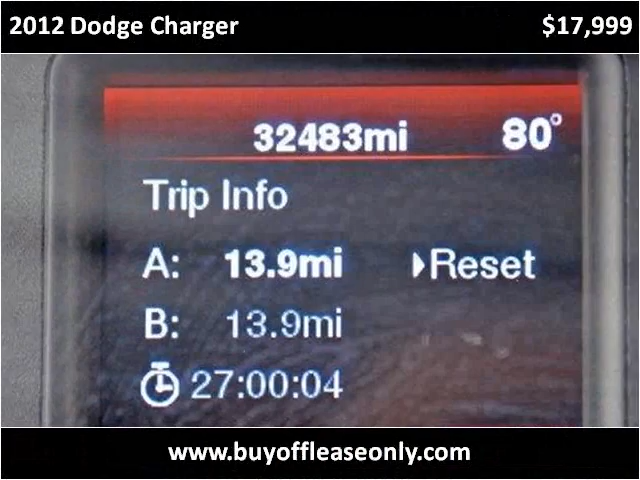 2012 Dodge Charger $17,999
32483mi 80°
Trip Info
A: 13.9mi Reset
B: 13.9mi
27:00:04
www.buyoffleaseonly.com